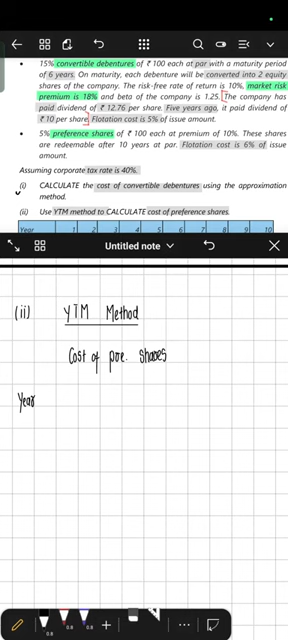 15% convertible debentures of ₹ 100 each at par with a maturity period
of 6 years. On maturity, each debenture will be converted into 2 equity
shares of the company. The risk-free rate of return is 10%, market risk
premium is 18% and beta of the company is 1.25. The company has
paid dividend of ₹ 12.76 per share. Five years ago, it paid dividend of
₹ 10 per share. Flotation cost is 5% of issue amount.
5% preference shares of ₹ 100 each at premium of 10%. These shares
are redeemable after 10 years at par. Flotation cost is 6% of issue
amount.
Assuming corporate tax rate is 40%.
(i) CALCULATE the cost of convertible debentures using the approximation
method.
(ii) Use YTM method to CALCULATE cost of preference shares.
Year 1 2 3 4 5 6 7 8 9 10
Untitled note
(ii) YTM Method
Cost of pre. shares
Year
0.8 0.8 0.8